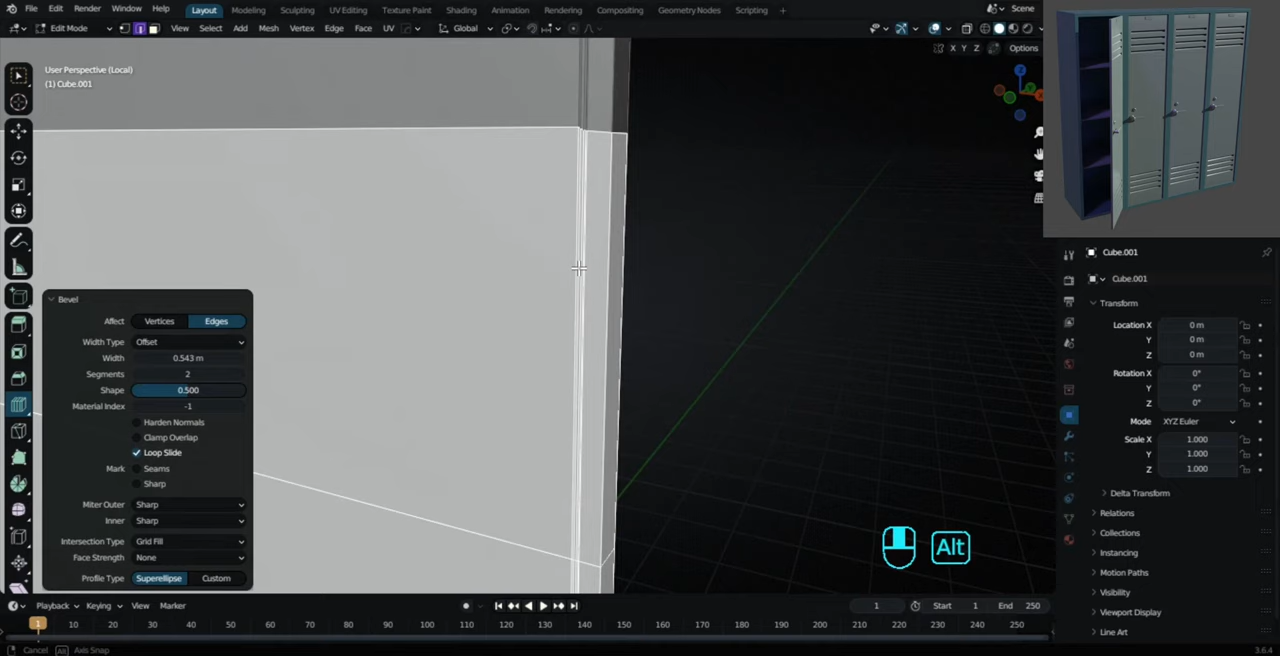 File Edit Render Window Help Layout Modeling Sculpting UV Editing Texture Paint Shading Animation Rendering Compositing Geometry Nodes Scripting + Scene
Edit Mode View Select Add Mesh Vertex Edge Face UV Global
X Y Z Options
User Perspective (Local)
(1) Cube.001
Z
X
Cube.001
Cube.001
Transform
Location X 0 m
Y 0 m
Z 0 m
Rotation X 0°
Y 0°
Z 0°
Mode XYZ Euler
Scale X 1.000
Y 1.000
Z 1.000
Delta Transform
Relations
Collections
Instancing
Motion Paths
Visibility
Viewport Display
Line Art
Bevel
Affect Vertices Edges
Width Type Offset
Width 0.543 m
Segments 2
Shape 0.500
Material Index -1
Harden Normals
Clamp Overlap
Loop Slide
Mark Seams
Sharp
Miter Outer Sharp
Inner Sharp
Intersection Type Grid Fill
Face Strength None
Profile Type Superellipse Custom
Alt
Playback Keying View Marker 1 Start 1 End 250
1 10 20 30 40 50 60 70 80 90 100 110 120 130 140 150 160 170 180 190 200 210 220 230 240 250
Cancel Alt Axis Snap 3.6.4